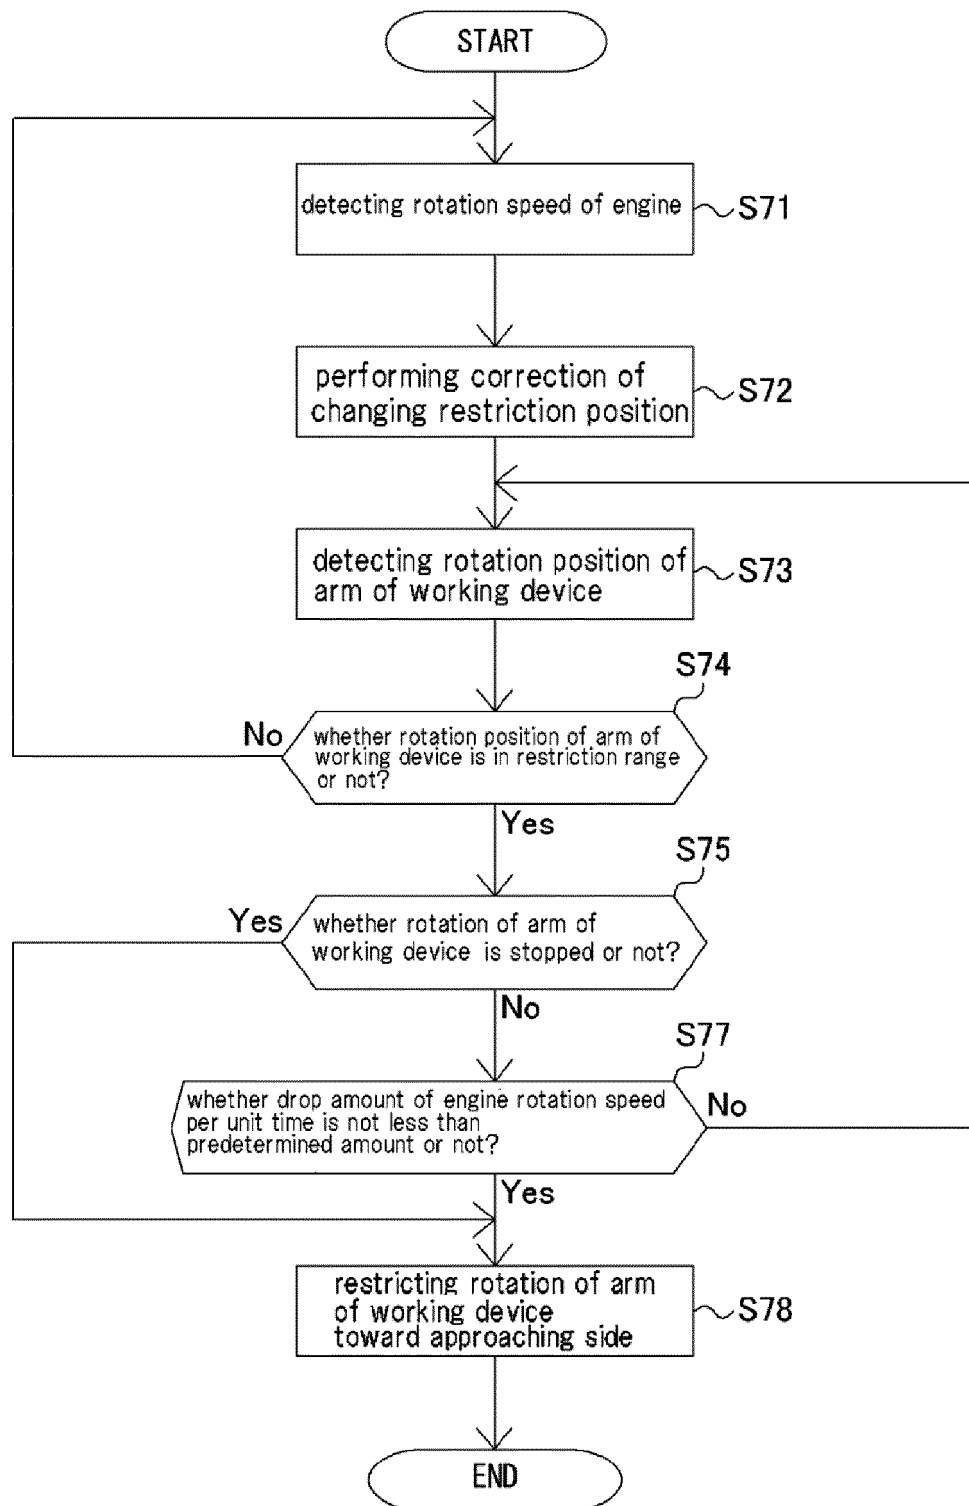 START
detecting rotation speed of engine
S71
performing correction of
changing restriction position
S72
detecting rotation position of
arm of working device
S73
S74
No
whether rotation position of arm of
working device is in restriction range
or not?
Yes
S75
Yes
whether rotation of arm of
working device is stopped or not?
No
S77
whether drop amount of engine rotation speed
per unit time is not less than
predetermined amount or not?
No
Yes
restricting rotation of arm
of working device
toward approaching side
S78
END